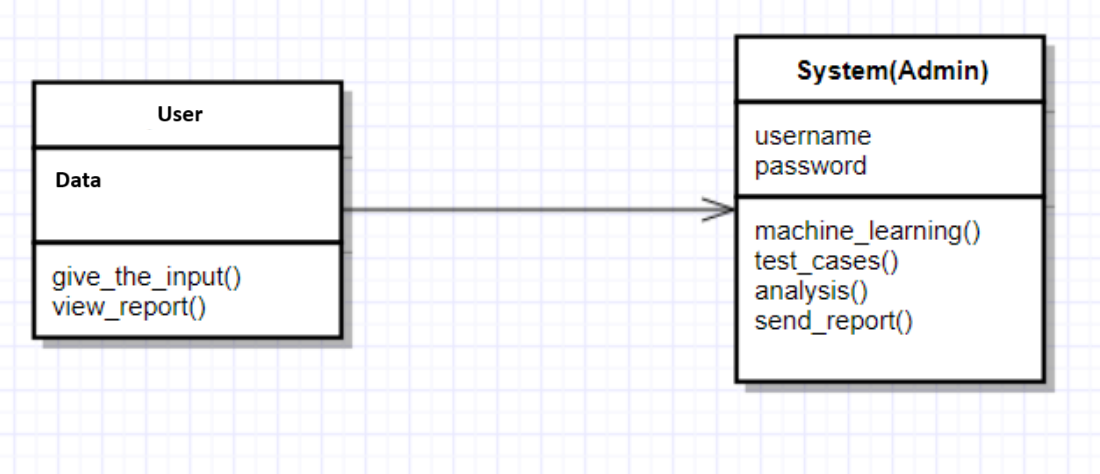 User
Data
give_the_input()
view_report()
System(Admin)
username
password
machine_learning()
test_cases()
analysis()
send_report()